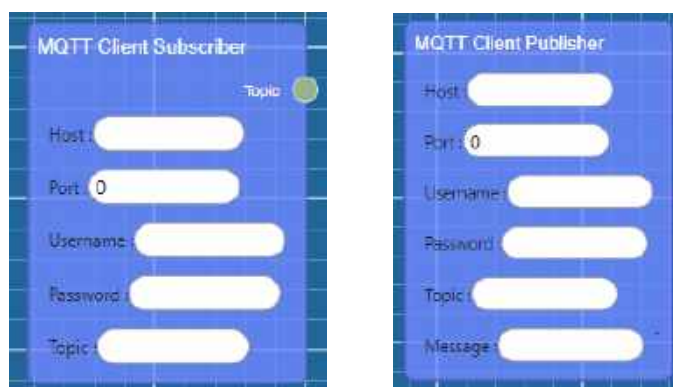 MQTT Client Subscriber
Topic
Host :
Port : 0
Username :
Password :
Topic :
MQTT Client Publisher
Host :
Port : 0
Username :
Password :
Topic :
Message :